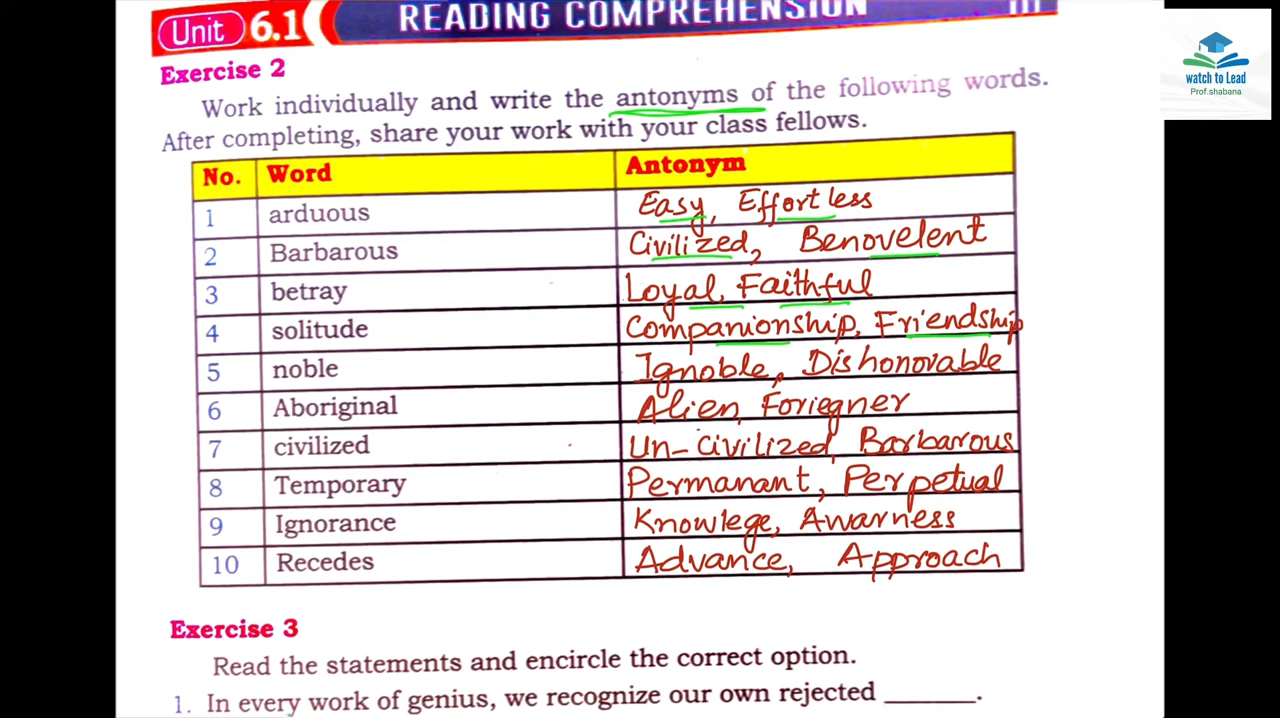 Unit 6.1 READING COMPREHENSION
watch to Lead
Prof.shabana
Exercise 2
Work individually and write the antonyms of the following words.
After completing, share your work with your class fellows.
No. Word Antonym
1 arduous Easy, Effortless
2 Barbarous Civilized, Benovelent
3 betray Loyal, Faithful
4 solitude Companionship, Friendship
5 noble Ignoble, Dishonorable
6 Aboriginal Alien, Foriegner
7 civilized Un-Civilized, Barbarous
8 Temporary Permanant, Perpetual
9 Ignorance Knowlege, Awarness
10 Recedes Advance, Approach
Exercise 3
Read the statements and encircle the correct option.
1. In every work of genius, we recognize our own rejected _______.